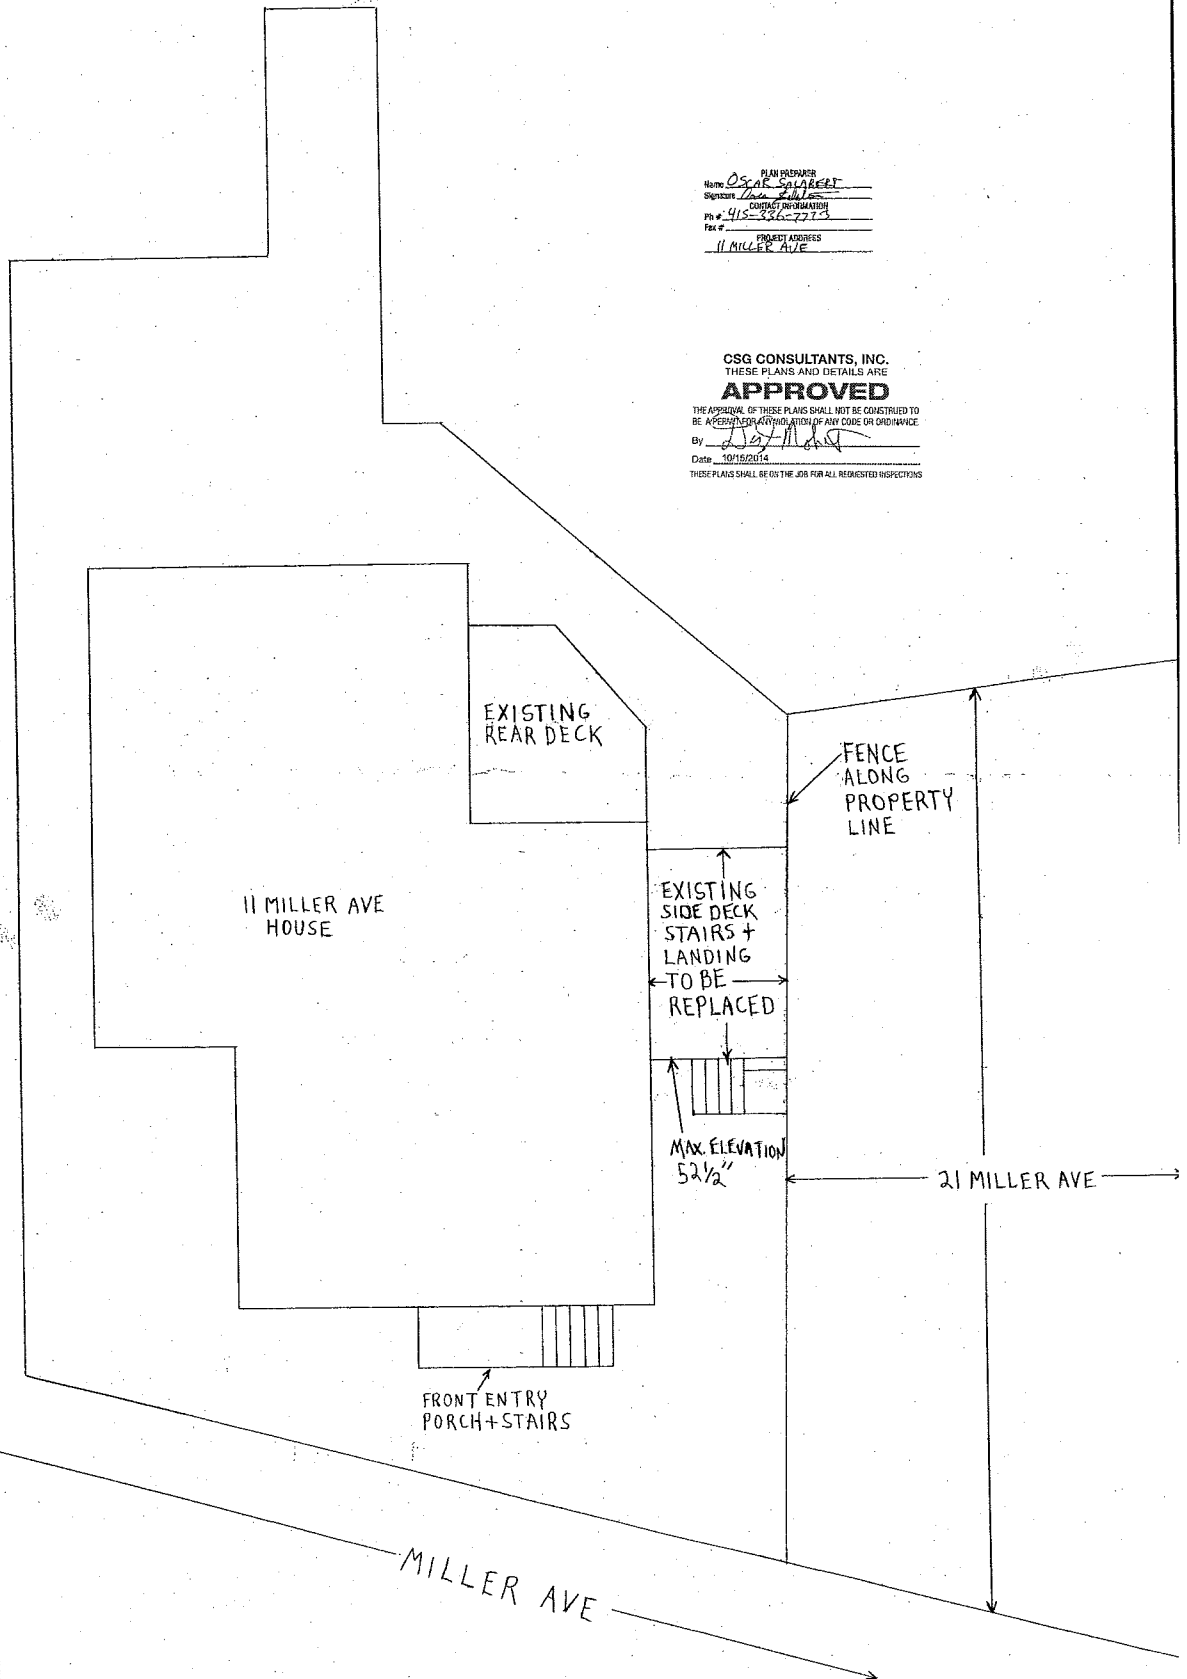 PLAN PREPARER
Name OSCAR SALABERT
Signature
CONTACT INFORMATION
Ph # 415-336-7773
Fax #
PROJECT ADDRESS
11 MILLER AVE
CSG CONSULTANTS, INC.
THESE PLANS AND DETAILS ARE
APPROVED
THE APPROVAL OF THESE PLANS SHALL NOT BE CONSTRUED TO
BE A PERMIT FOR ANY VIOLATION OF ANY CODE OR ORDINANCE
By
Date 10/15/2014
THESE PLANS SHALL BE ON THE JOB FOR ALL REQUESTED INSPECTIONS
EXISTING
REAR DECK
FENCE
ALONG
PROPERTY
LINE
11 MILLER AVE
HOUSE
EXISTING
SIDE DECK
STAIRS +
LANDING
TO BE
REPLACED
MAX. ELEVATION
52 1/2"
21 MILLER AVE
FRONT ENTRY
PORCH + STAIRS
MILLER AVE